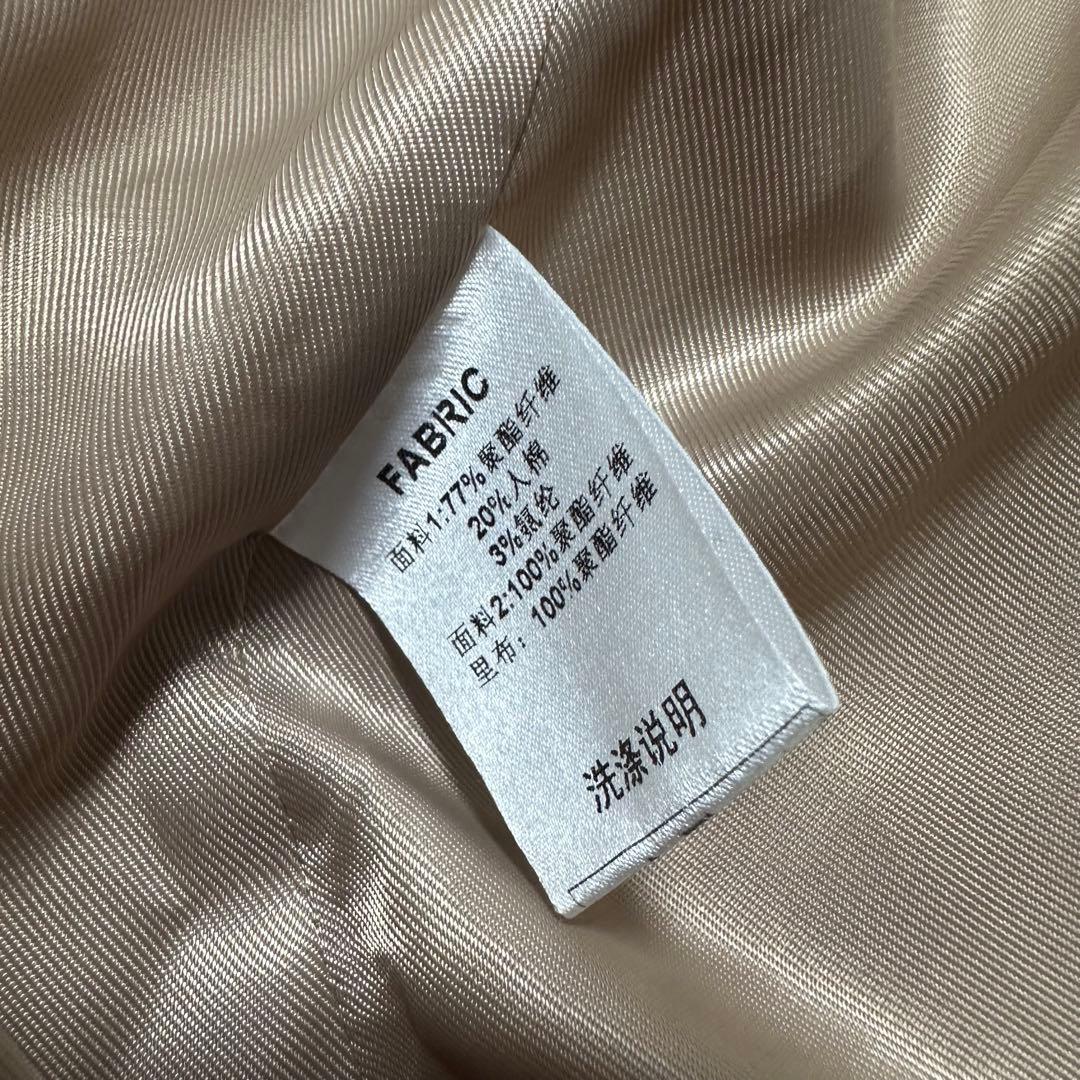 FABRIC
面料1:77%聚酯纤维
20%人棉
3%氨纶
面料2:100%聚酯纤维
里布：100%聚酯纤维
洗涤说明